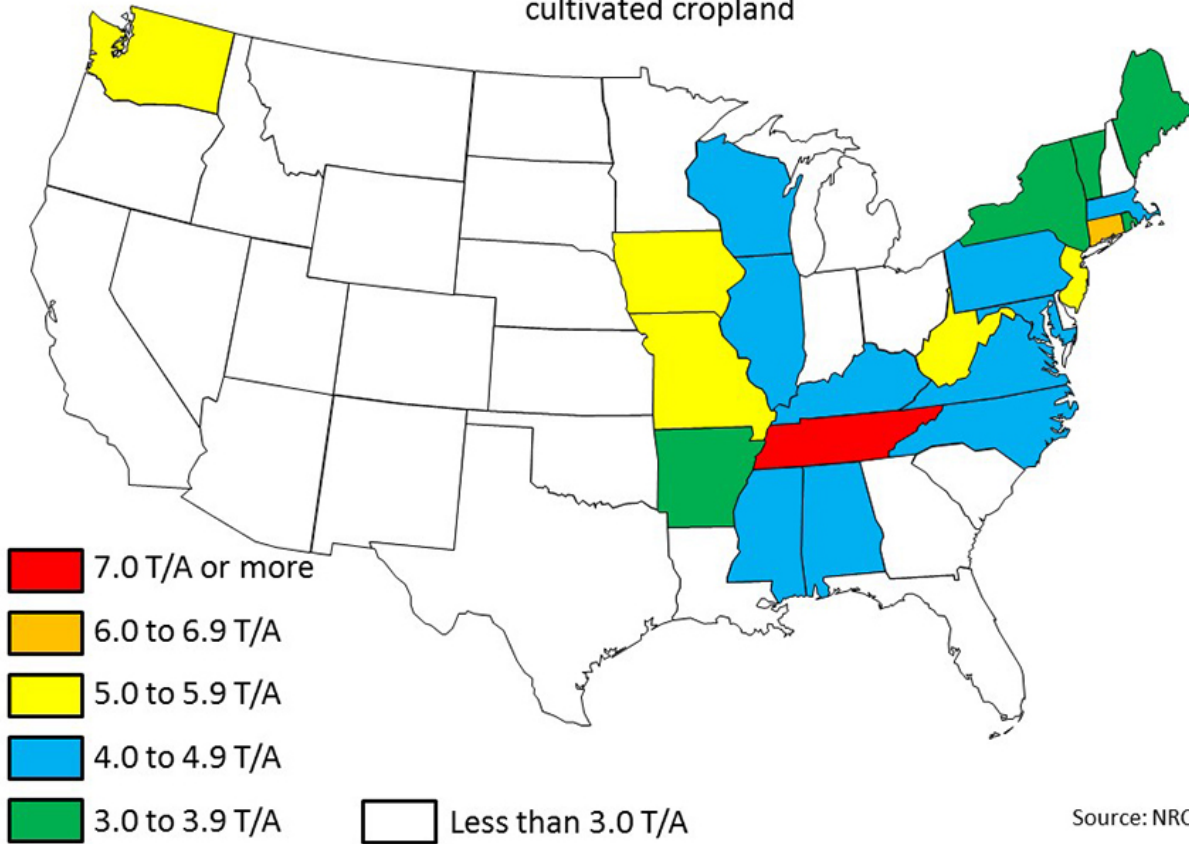 cultivated cropland
7.0 T/A or more
6.0 to 6.9 T/A
5.0 to 5.9 T/A
4.0 to 4.9 T/A
3.0 to 3.9 T/A
Less than 3.0 T/A
Source: NRC